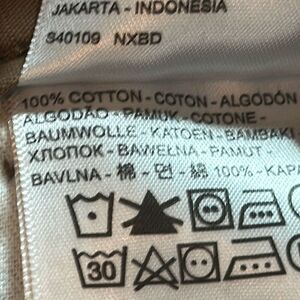 JAKARTA - INDONESIA
340109 NXBD
100% COTTON - COTON - ALGODÓN
ALGODÃO - PAMUK - COTONE -
BAUMWOLLE - KATOEN - BAMBAKI
ХЛОПОК - BAWEŁNA - PAMUT -
BAVLNA - 棉 - 면 - 綿 100% -
30